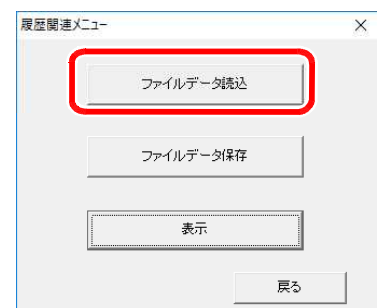 履歴関連メニュー
ファイルデータ読込
ファイルデータ保存
表示
戻る